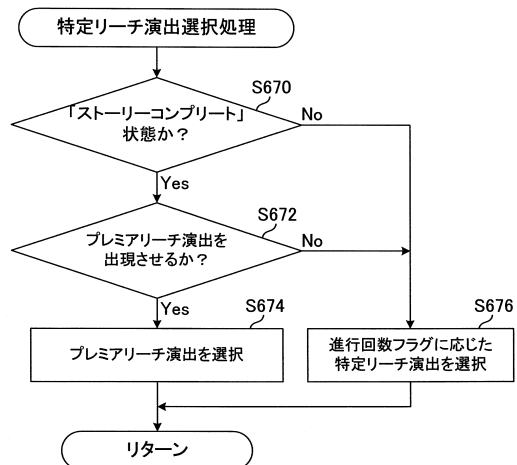 特定リーチ演出選択処理
S670
「ストーリーコンプリート」
状態か？
No
Yes
S672
プレミアリーチ演出を
出現させるか？
No
Yes
S674
プレミアリーチ演出を選択
S676
進行回数フラグに応じた
特定リーチ演出を選択
リターン